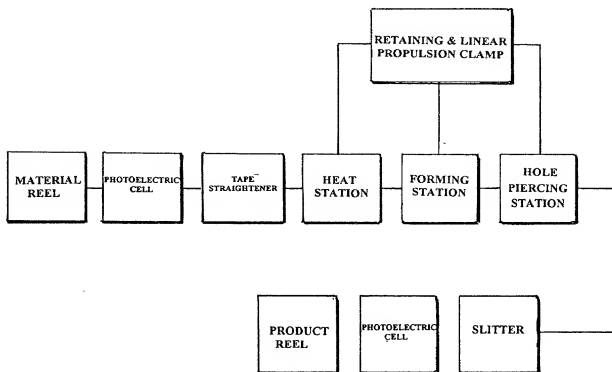 RETAINING & LINEAR
PROPULSION CLAMP
MATERIAL
REEL
PHOTOELECTRIC
CELL
TAPE
STRAIGHTENER
HEAT
STATION
FORMING
STATION
HOLE
PIERCING
STATION
PRODUCT
REEL
PHOTOELECTRIC
CELL
SLITTER